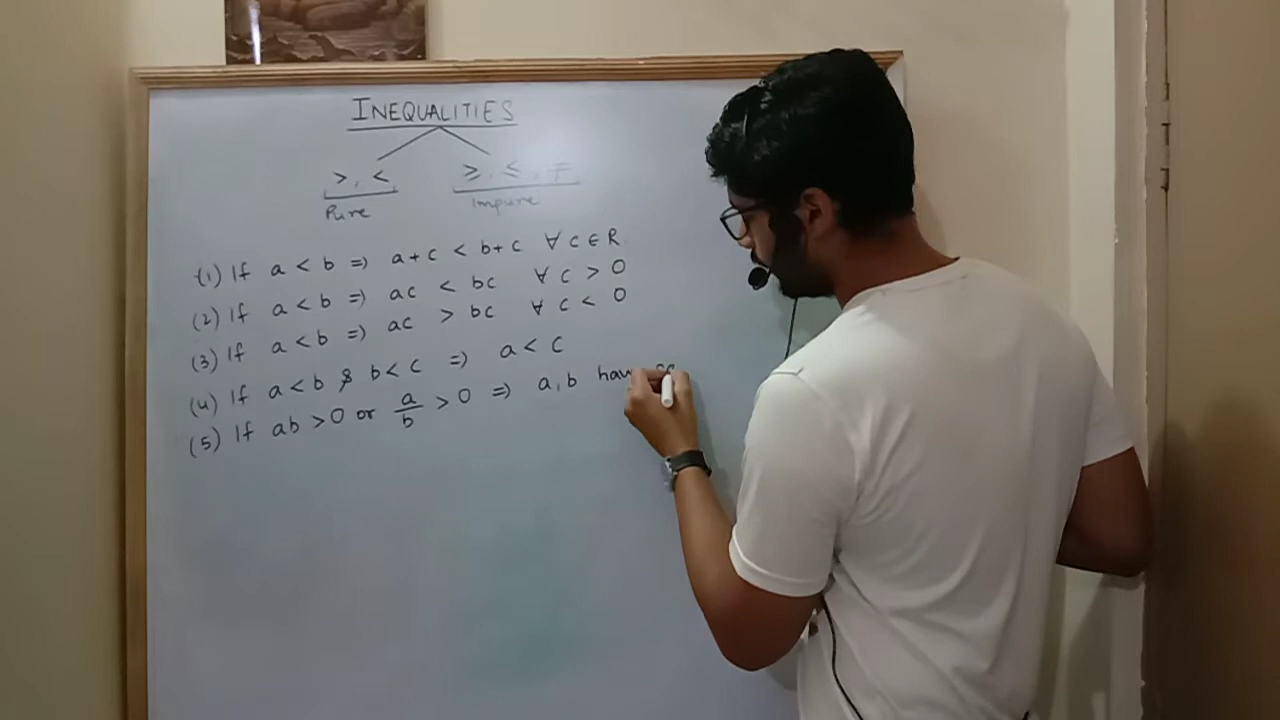 INEQUALITIES
>, < ≥, ≤, ≠
Pure Impure
(1) If a < b => a+c < b+c ∀ c ∈ R
(2) If a < b => ac < bc ∀ c > 0
(3) If a < b => ac > bc ∀ c < 0
(4) If a < b & b < c => a < c
(5) If ab > 0 or a/b > 0 => a, b